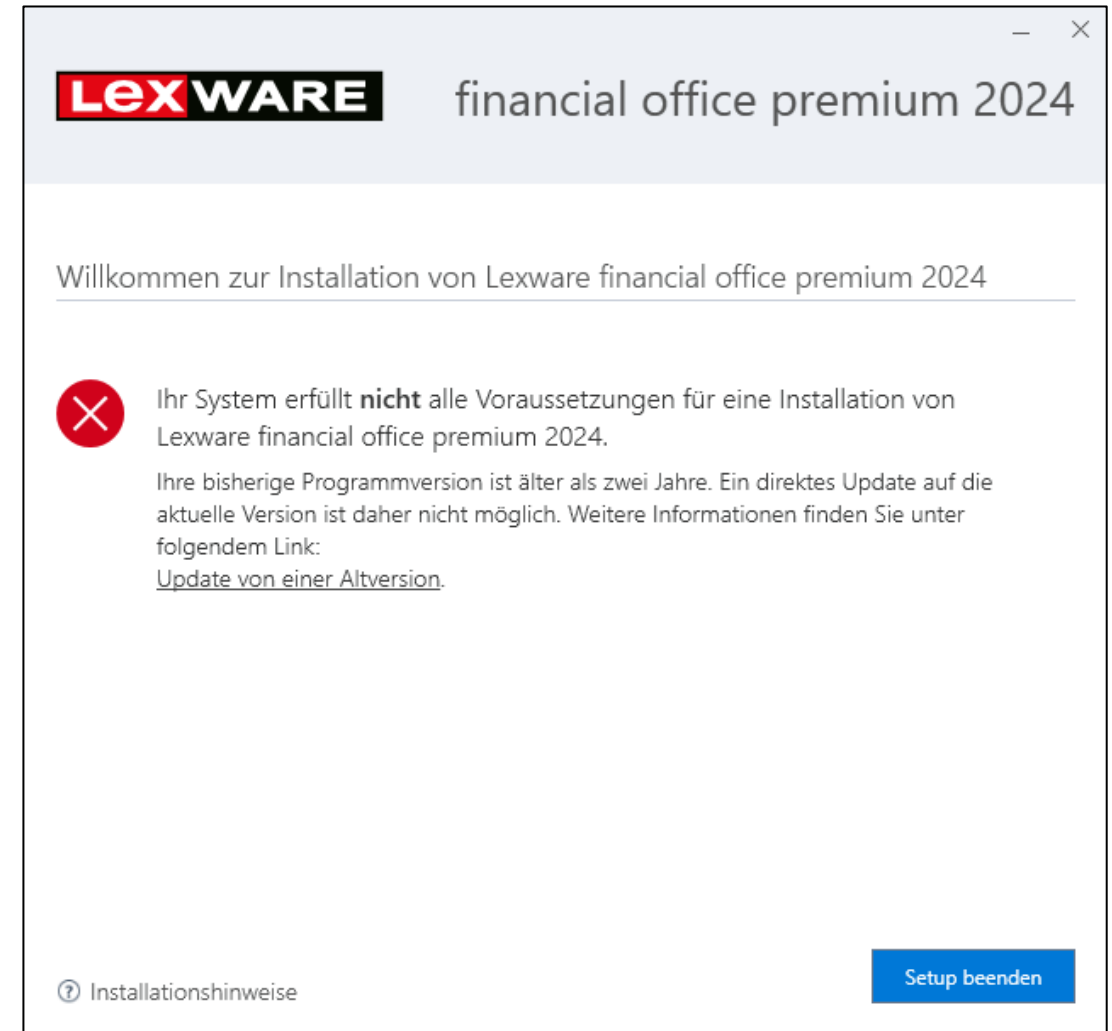 LEXWARE financial office premium 2024
Willkommen zur Installation von Lexware financial office premium 2024
Ihr System erfüllt nicht alle Voraussetzungen für eine Installation von
Lexware financial office premium 2024.
Ihre bisherige Programmversion ist älter als zwei Jahre. Ein direktes Update auf die
aktuelle Version ist daher nicht möglich. Weitere Informationen finden Sie unter
folgendem Link:
Update von einer Altversion.
Installationshinweise
Setup beenden